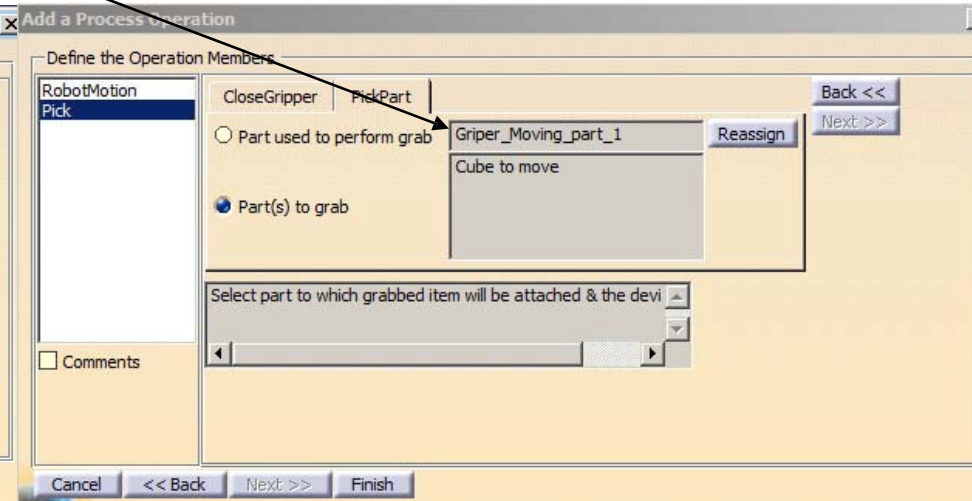 Add a Process Operation
Define the Operation Members
RobotMotion
Pick
Comments
CloseGripper
PickPart
Part used to perform grab
Griper_Moving_part_1
Reassign
Part(s) to grab
Cube to move
Select part to which grabbed item will be attached & the devi
Back <<
Next >>
Cancel
<< Back
Next >>
Finish